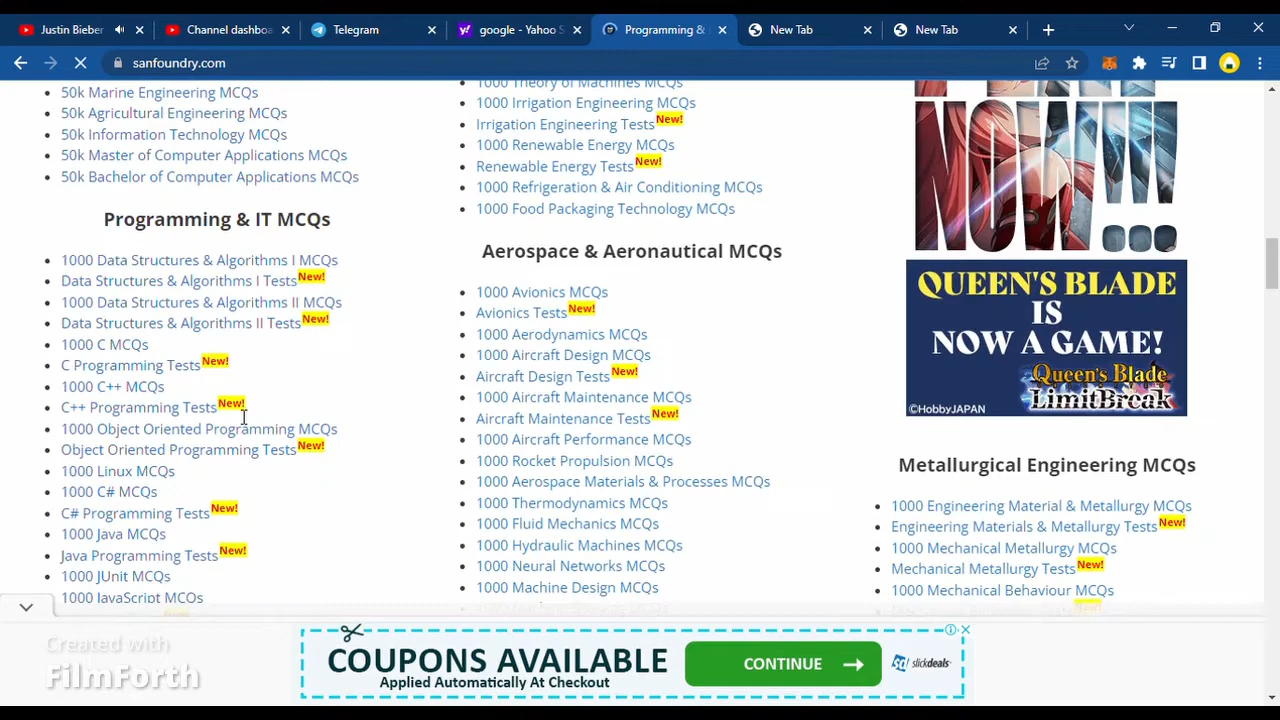 Justin Bieber
Channel dashboa
Telegram
google - Yahoo S
Programming &
New Tab
New Tab
sanfoundry.com
50k Marine Engineering MCQs
50k Agricultural Engineering MCQs
50k Information Technology MCQs
50k Master of Computer Applications MCQs
50k Bachelor of Computer Applications MCQs
Programming & IT MCQs
1000 Data Structures & Algorithms I MCQs
Data Structures & Algorithms I Tests New!
1000 Data Structures & Algorithms II MCQs
Data Structures & Algorithms II Tests New!
1000 C MCQs
C Programming Tests New!
1000 C++ MCQs
C++ Programming Tests New!
1000 Object Oriented Programming MCQs
Object Oriented Programming Tests New!
1000 Linux MCQs
1000 C# MCQs
C# Programming Tests New!
1000 Java MCQs
Java Programming Tests New!
1000 JUnit MCQs
1000 JavaScript MCQs
1000 Theory of Machines MCQs
1000 Irrigation Engineering MCQs
Irrigation Engineering Tests New!
1000 Renewable Energy MCQs
Renewable Energy Tests New!
1000 Refrigeration & Air Conditioning MCQs
1000 Food Packaging Technology MCQs
Aerospace & Aeronautical MCQs
1000 Avionics MCQs
Avionics Tests New!
1000 Aerodynamics MCQs
1000 Aircraft Design MCQs
Aircraft Design Tests New!
1000 Aircraft Maintenance MCQs
Aircraft Maintenance Tests New!
1000 Aircraft Performance MCQs
1000 Rocket Propulsion MCQs
1000 Aerospace Materials & Processes MCQs
1000 Thermodynamics MCQs
1000 Fluid Mechanics MCQs
1000 Hydraulic Machines MCQs
1000 Neural Networks MCQs
1000 Machine Design MCQs
NOW!!!
QUEEN'S BLADE
IS
NOW A GAME!
Queen's Blade
LimitBreak
©HobbyJAPAN
Metallurgical Engineering MCQs
1000 Engineering Material & Metallurgy MCQs
Engineering Materials & Metallurgy Tests New!
1000 Mechanical Metallurgy MCQs
Mechanical Metallurgy Tests New!
1000 Mechanical Behaviour MCQs
COUPONS AVAILABLE
Applied Automatically At Checkout
CONTINUE
slickdeals
Created with
FilmForth